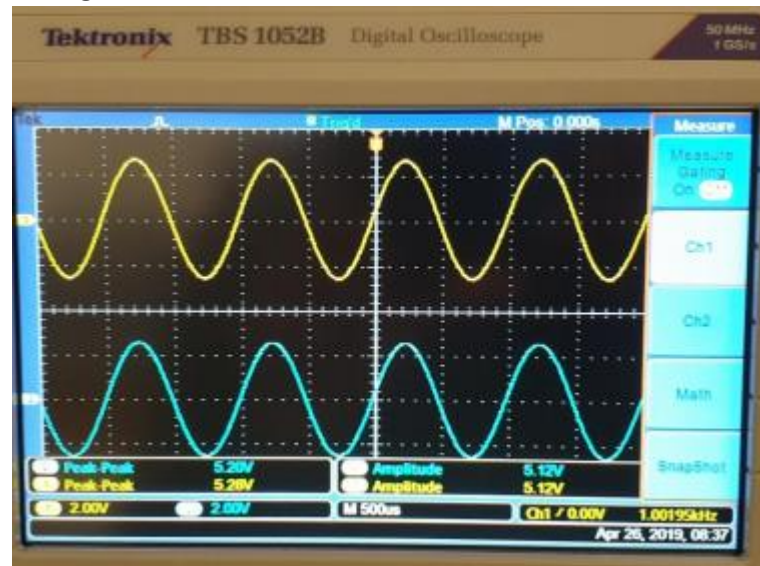 Tektronix TBS 1052B Digital Oscilloscope
50 MHz
1 GS/s
Tek Trig'd M Pos: 0.000s
Measure
Measure
Gating
On Off
Ch1
Ch2
Math
SnapShot
Peak-Peak 5.20V Amplitude 5.12V
Peak-Peak 5.20V Amplitude 5.12V
2.00V 2.00V M 500us Ch1 / 0.00V 1.00195kHz
Apr 26, 2019, 08:37